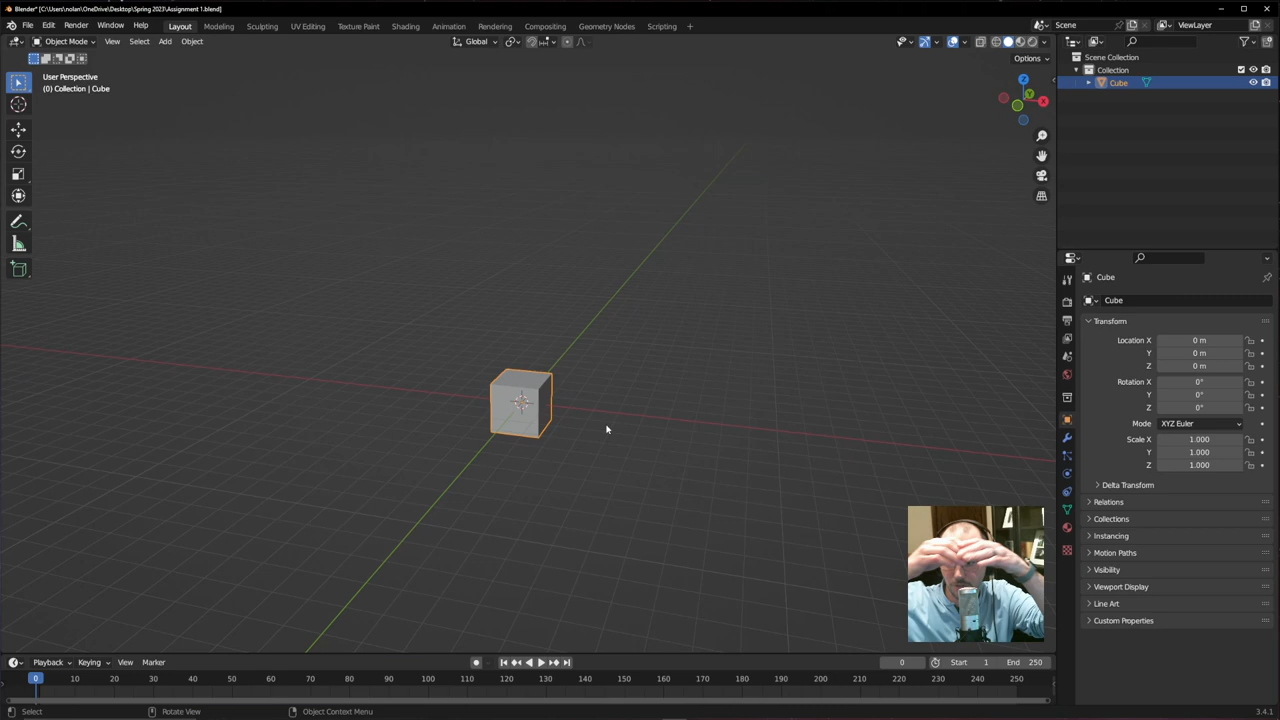 Blender* [C:\Users\nolan\OneDrive\Desktop\Spring 2023\Assignment 1.blend]
File Edit Render Window Help Layout Modeling Sculpting UV Editing Texture Paint Shading Animation Rendering Compositing Geometry Nodes Scripting + Scene ViewLayer
Object Mode View Select Add Object Global
Options
User Perspective
(0) Collection | Cube
Z
Y
X
Scene Collection
Collection
Cube
Cube
Cube
Transform
Location X 0 m
Y 0 m
Z 0 m
Rotation X 0°
Y 0°
Z 0°
Mode XYZ Euler
Scale X 1.000
Y 1.000
Z 1.000
Delta Transform
Relations
Collections
Instancing
Motion Paths
Visibility
Viewport Display
Line Art
Custom Properties
Playback Keying View Marker 0 Start 1 End 250
0 10 20 30 40 50 60 70 80 90 100 110 120 130 140 150 160 170 180 190 200 210 220 230 240 250
Select Rotate View Object Context Menu 3.4.1